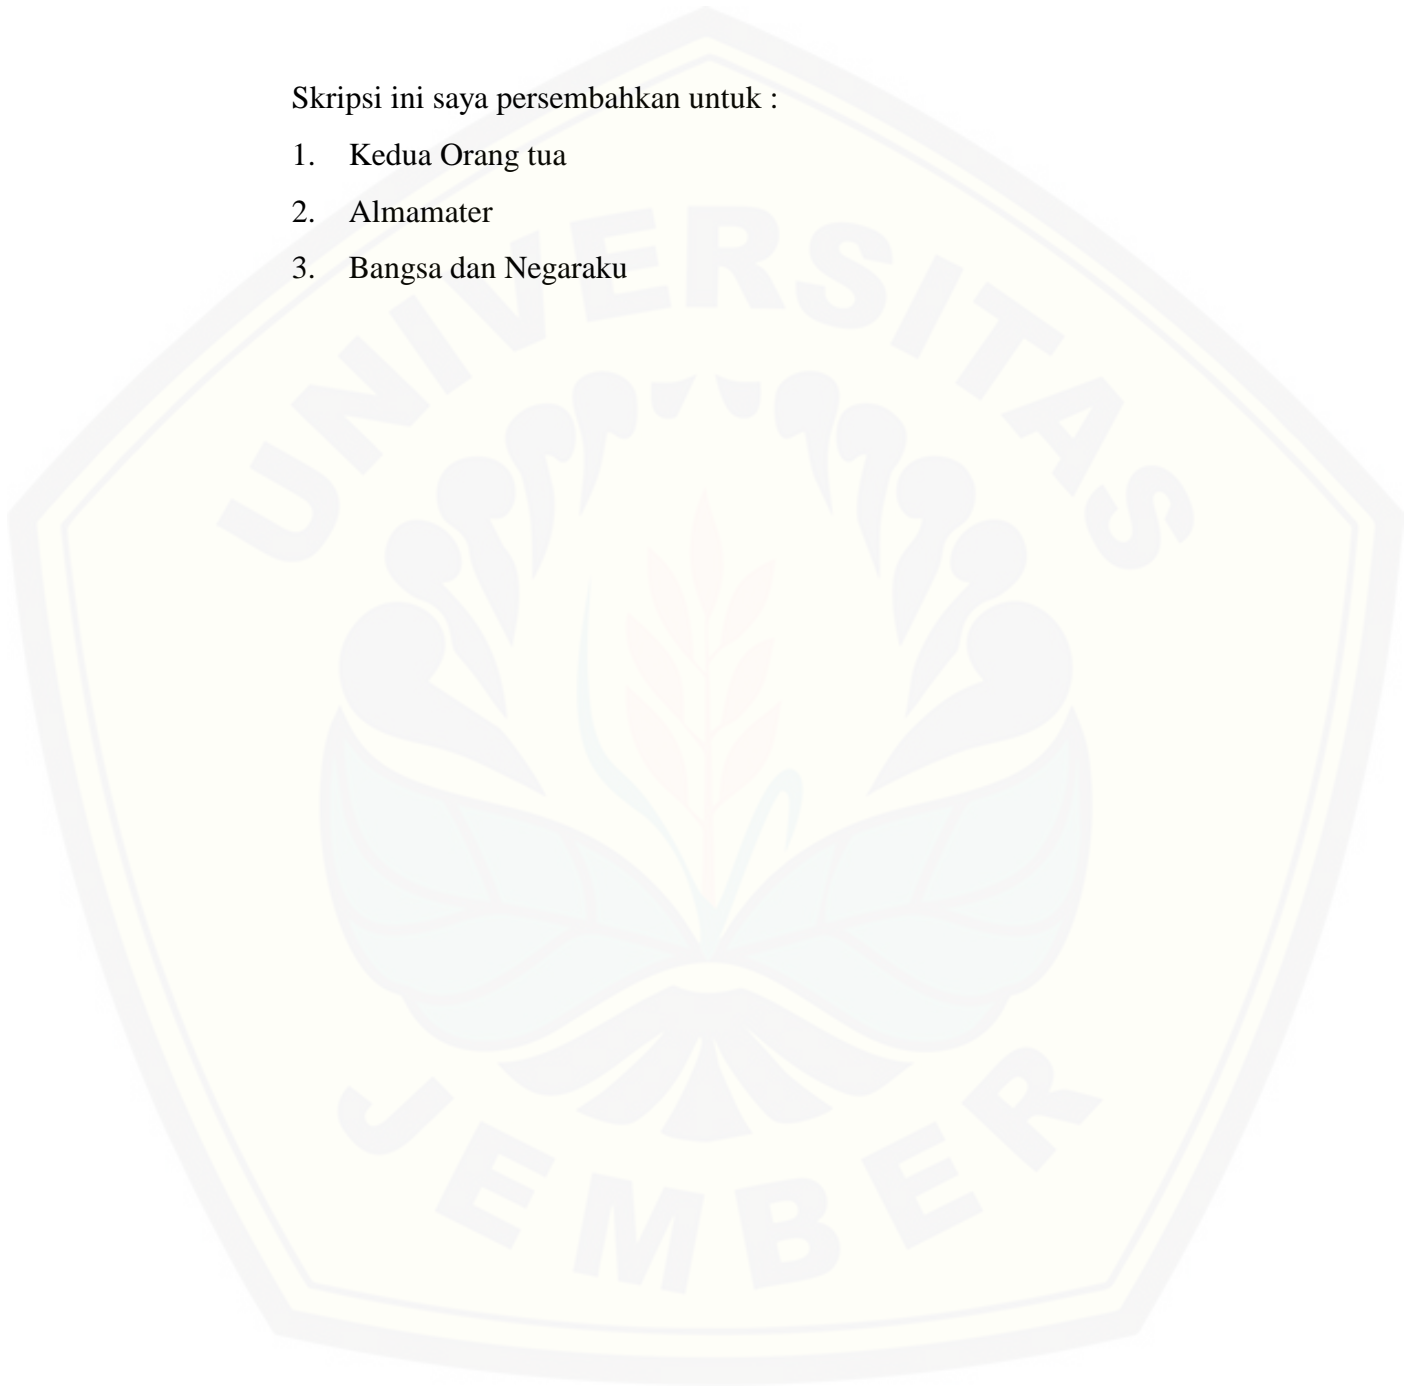 Skripsi ini saya persembahkan untuk :
1. Kedua Orang tua
2. Almamater
3. Bangsa dan Negaraku
UNIVERSITAS
JEMBER